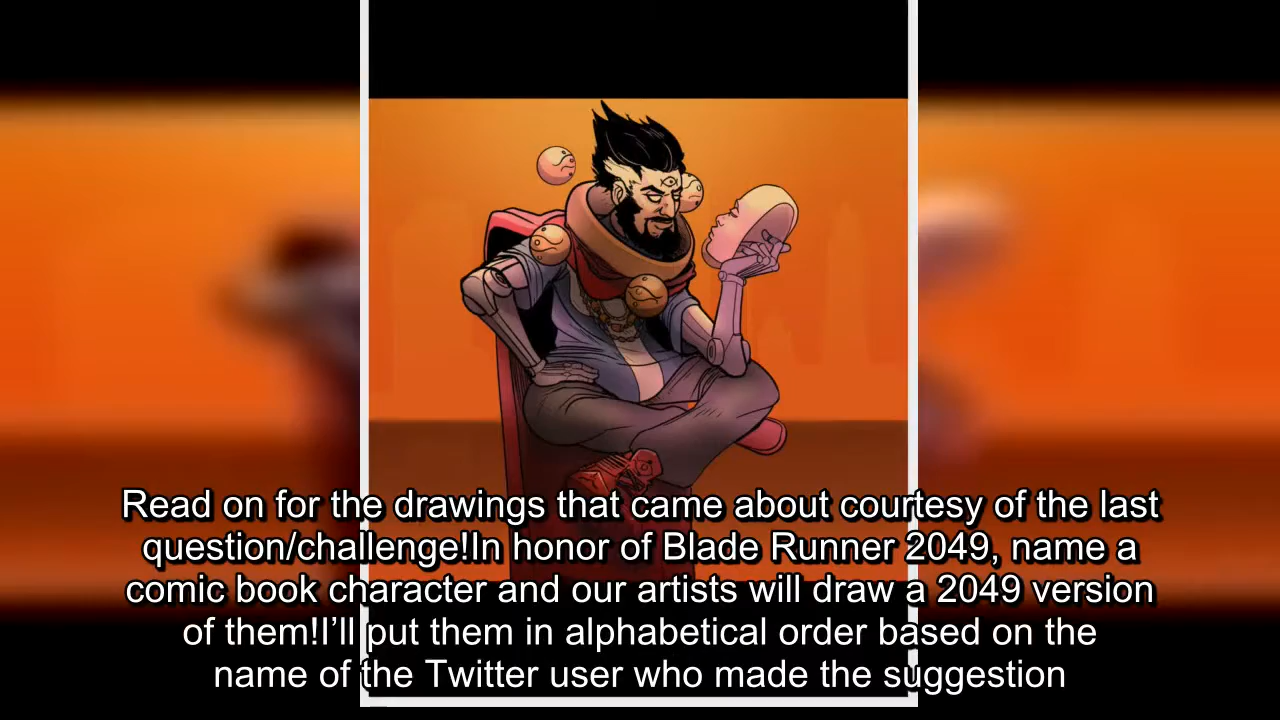 Read on for the drawings that came about courtesy of the last
question/challenge!In honor of Blade Runner 2049, name a
comic book character and our artists will draw a 2049 version
of them!I’ll put them in alphabetical order based on the
name of the Twitter user who made the suggestion